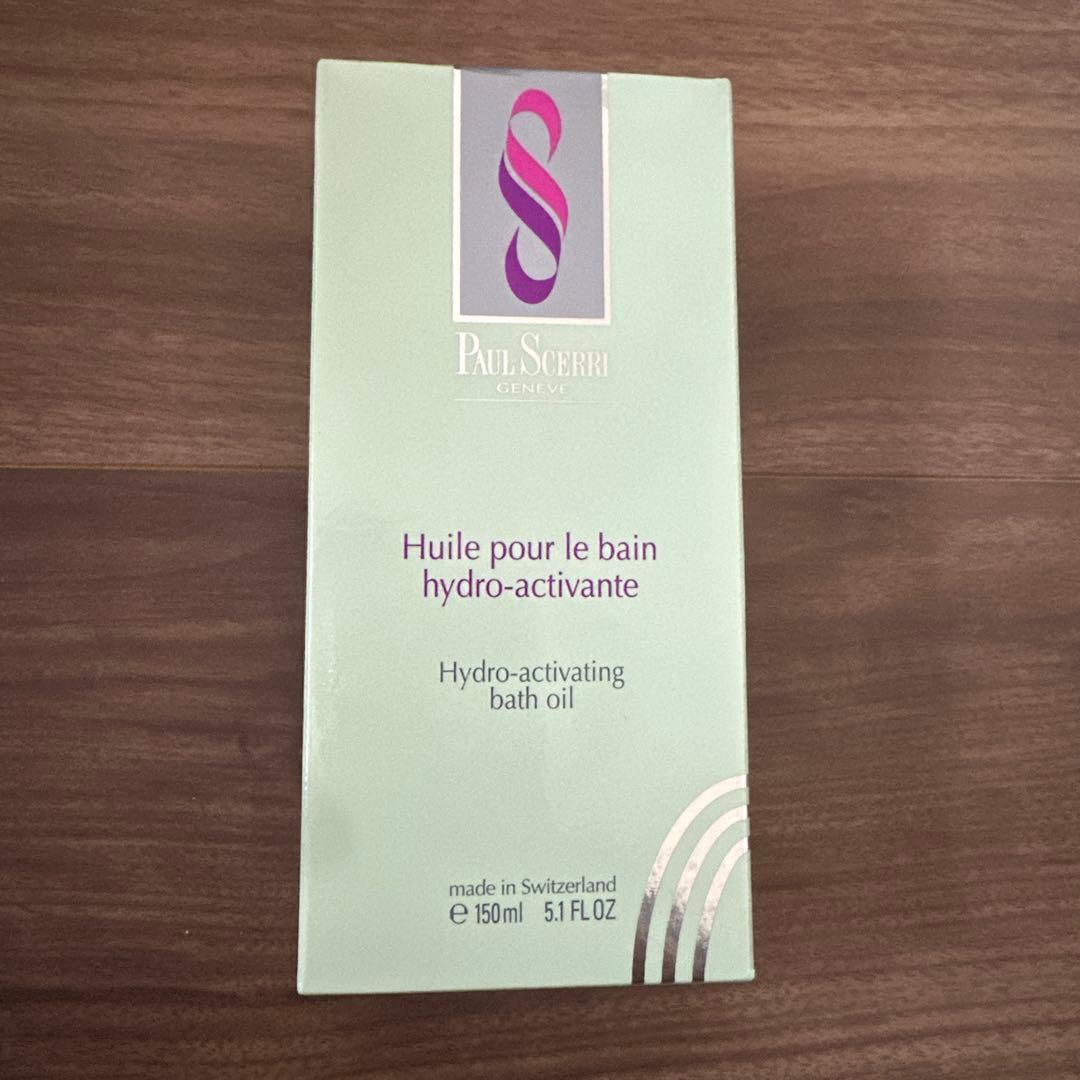 PAUL SCERRI
GENEVE
Huile pour le bain
hydro-activante
Hydro-activating
bath oil
made in Switzerland
℮ 150ml 5.1 FL OZ